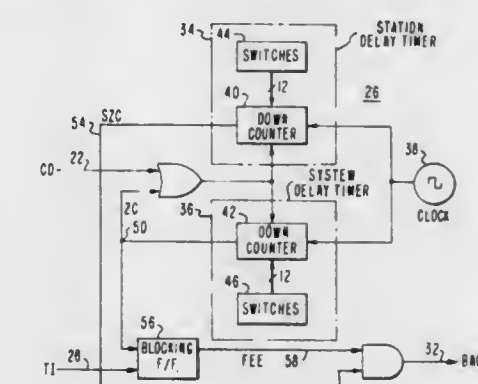 34
44
STATION
DELAY TIMER
SWITCHES
12
40
26
54
SZC
DOWN
COUNTER
38
CD-
22
SYSTEM
DELAY TIMER
CLOCK
ZC
36
42
50
DOWN
COUNTER
12
46
SWITCHES
56
TI
28
BLOCKING
F/F.
FEE
58
32